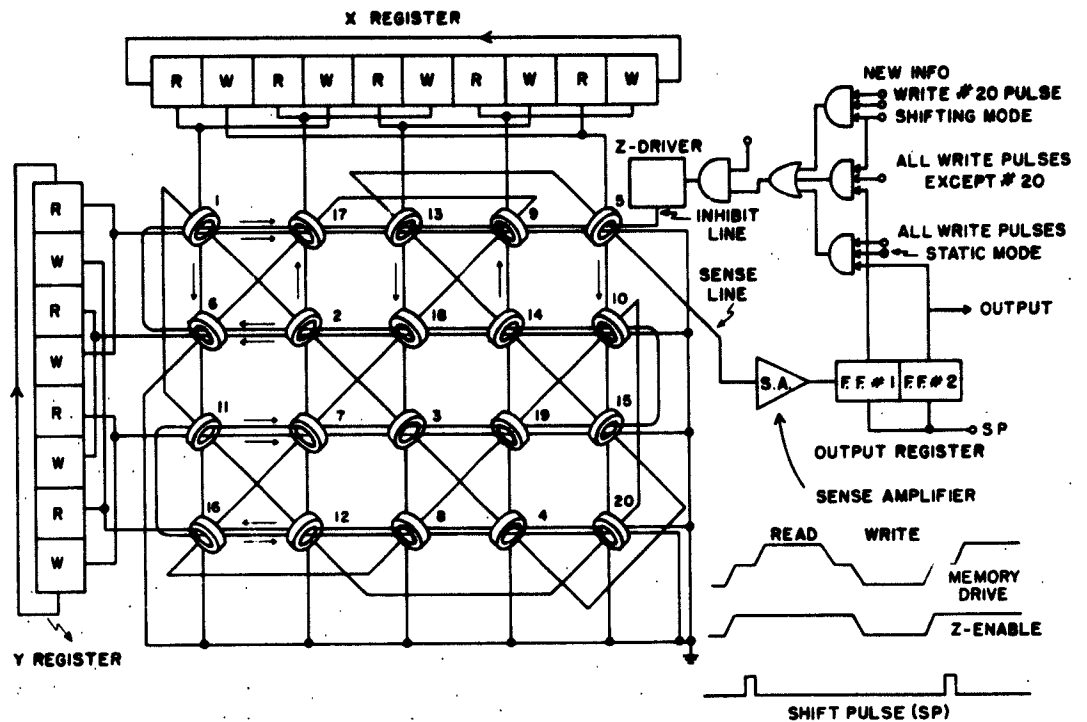 X REGISTER
R W R W R W R W R W
NEW INFO
WRITE #20 PULSE
SHIFTING MODE
Z-DRIVER
ALL WRITE PULSES
EXCEPT #20
INHIBIT
LINE
ALL WRITE PULSES
STATIC MODE
SENSE
LINE
OUTPUT
1 17 13 9 5
6 2 18 14 10
11 7 3 19 15
16 12 8 4 20
R
W
R
W
R
W
R
W
Y REGISTER
S.A.
F.F.#1 F.F.#2
SP
OUTPUT REGISTER
SENSE AMPLIFIER
READ WRITE
MEMORY
DRIVE
Z-ENABLE
SHIFT PULSE (SP)